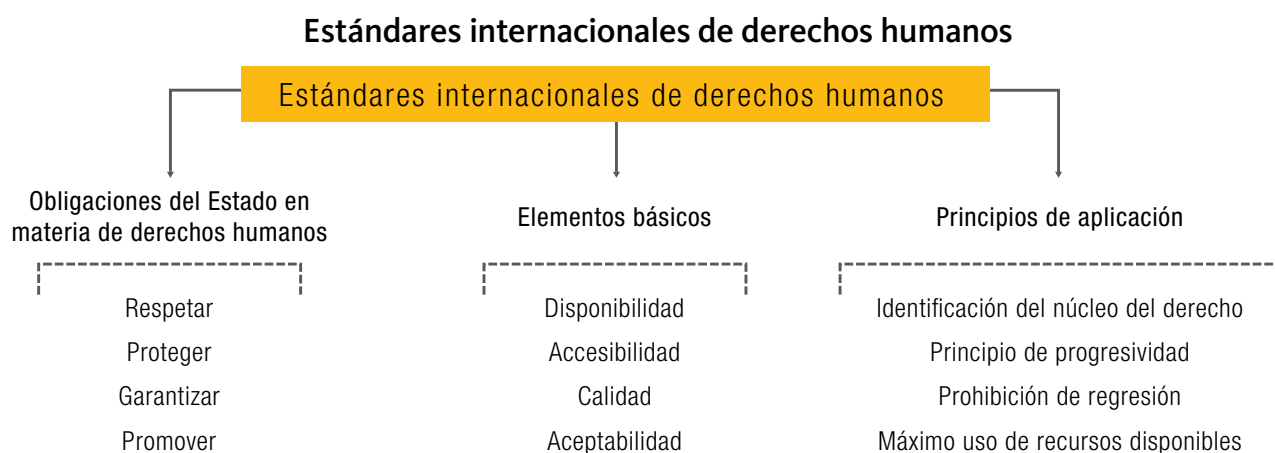 Estándares internacionales de derechos humanos
Estándares internacionales de derechos humanos
Obligaciones del Estado en
materia de derechos humanos
Respetar
Proteger
Garantizar
Promover
Elementos básicos
Disponibilidad
Accesibilidad
Calidad
Aceptabilidad
Principios de aplicación
Identificación del núcleo del derecho
Principio de progresividad
Prohibición de regresión
Máximo uso de recursos disponibles